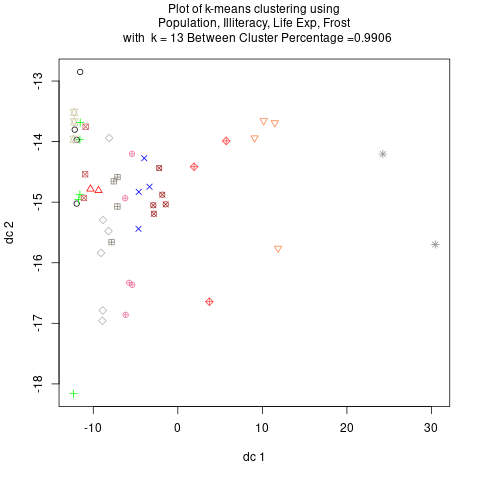 Plot of k-means clustering using
Population, Illiteracy, Life Exp, Frost
with k = 13 Between Cluster Percentage =0.9906
-13
-14
-15
-16
-17
-18
dc 2
-10 0 10 20 30
dc 1